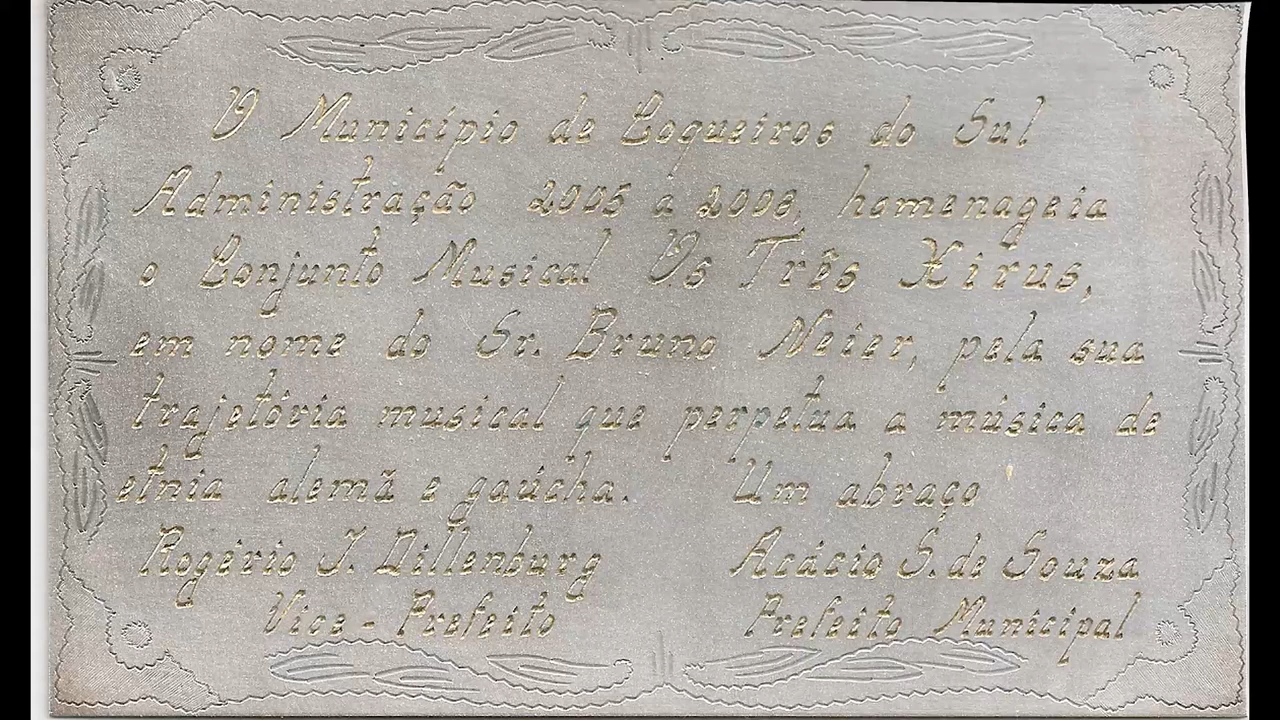 O Município de Coqueiros do Sul
Administração 2005 a 2008, homenageia
o Conjunto Musical Os Três Xirus,
em nome do Sr. Bruno Neier, pela sua
trajetória musical que perpetua a música de
etnia alemã e gaúcha. Um abraço
Rogério J. Dillenburg Acácio S. de Souza
Vice - Prefeito Prefeito Municipal